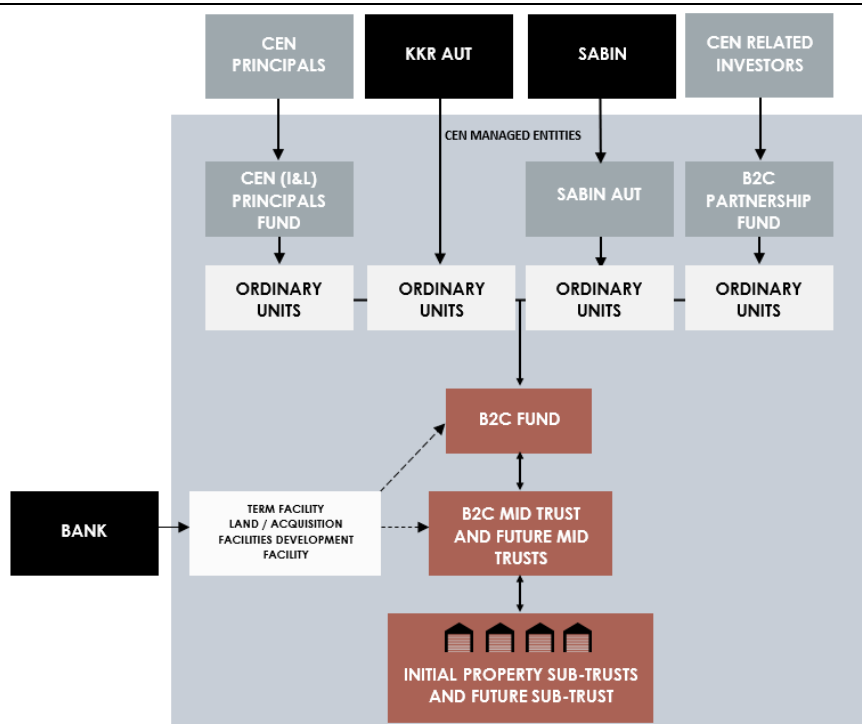 CEN
PRINCIPALS
KKR AUT
SABIN
CEN RELATED
INVESTORS
CEN MANAGED ENTITIES
CEN (I&L)
PRINCIPALS
FUND
SABIN AUT
B2C
PARTNERSHIP
FUND
ORDINARY
UNITS
ORDINARY
UNITS
ORDINARY
UNITS
ORDINARY
UNITS
B2C FUND
BANK
TERM FACILITY
LAND / ACQUISITION
FACILITIES DEVELOPMENT
FACILITY
B2C MID TRUST
AND FUTURE MID
TRUSTS
INITIAL PROPERTY SUB-TRUSTS
AND FUTURE SUB-TRUST